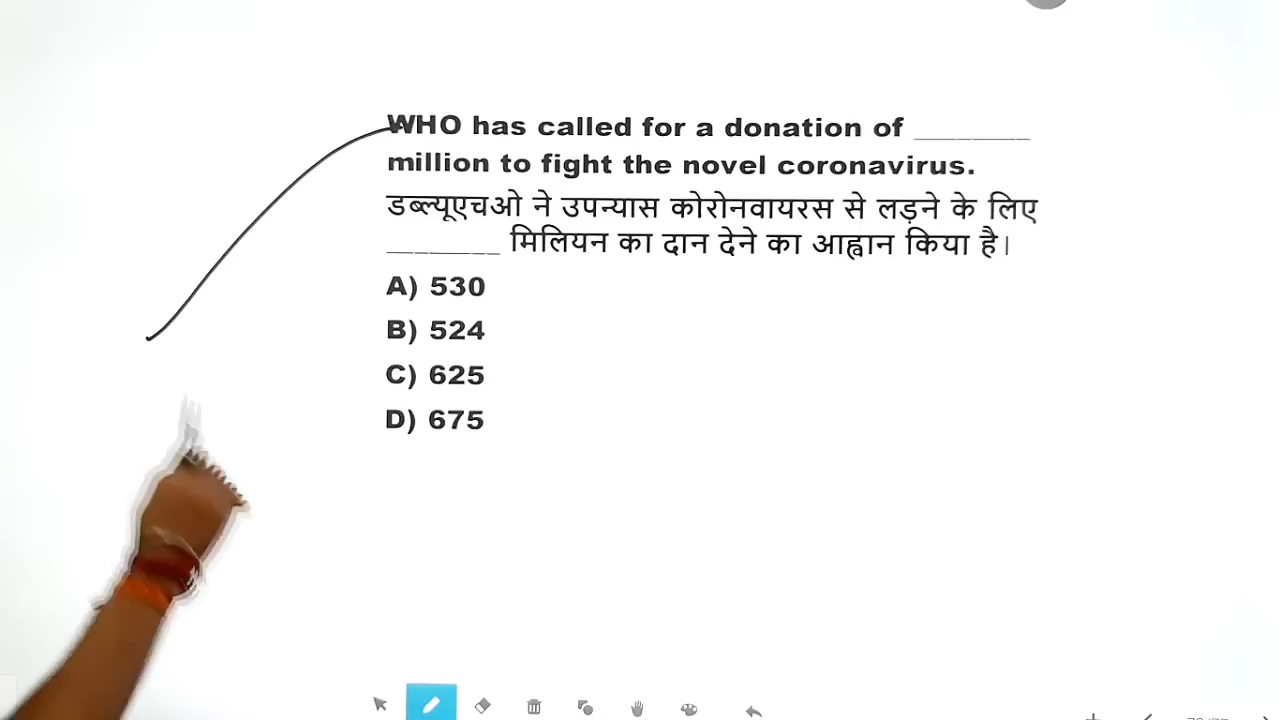 WHO has called for a donation of ________
million to fight the novel coronavirus.
डब्ल्यूएचओ ने उपन्यास कोरोनवायरस से लड़ने के लिए
________ मिलियन का दान देने का आह्वान किया है।
A) 530
B) 524
C) 625
D) 675